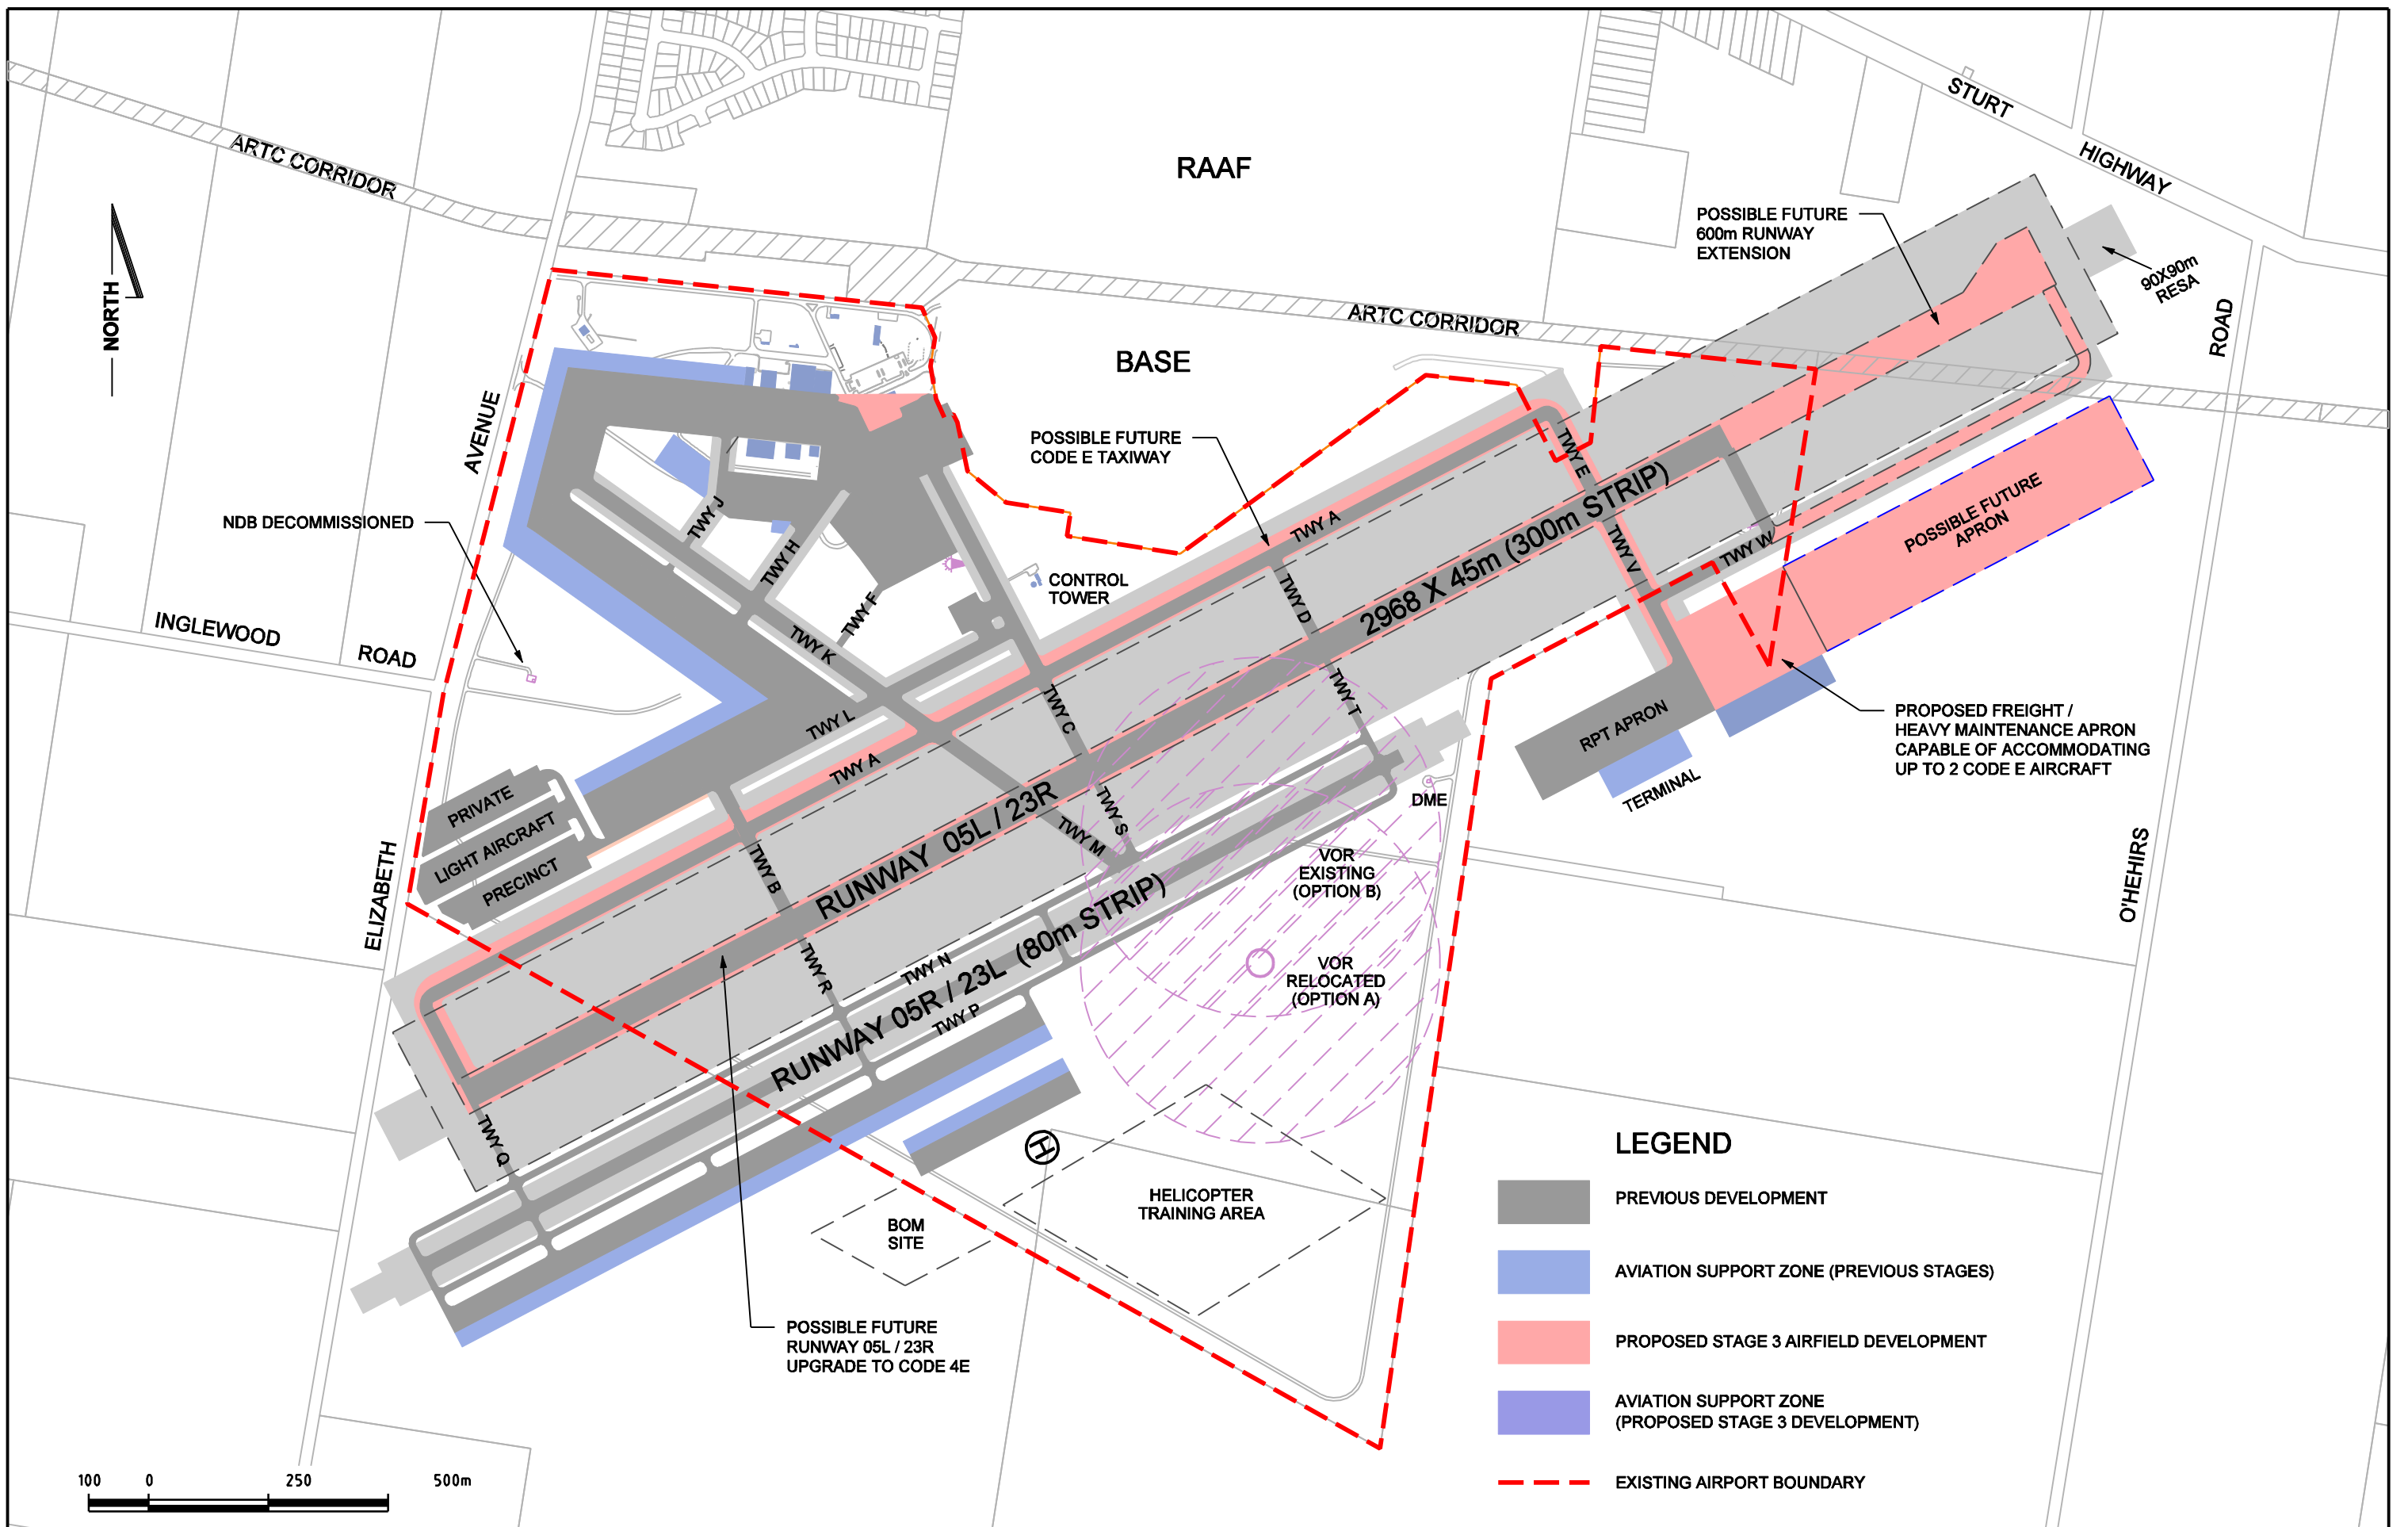 STURT
HIGHWAY
ARTC CORRIDOR
RAAF
POSSIBLE FUTURE
600m RUNWAY
EXTENSION
90X90m
RESA
NORTH
ARTC CORRIDOR
ROAD
BASE
AVENUE
POSSIBLE FUTURE
CODE E TAXIWAY
TWY E
TWY A
2968 X 45m (300m STRIP)
POSSIBLE FUTURE
APRON
NDB DECOMMISSIONED
TWY J
TWY H
TWY V
TWY W
CONTROL
TOWER
TWY D
TWY F
INGLEWOOD
ROAD
TWY K
TWY L
TWY C
TWY T
RPT APRON
PROPOSED FREIGHT /
HEAVY MAINTENANCE APRON
CAPABLE OF ACCOMMODATING
UP TO 2 CODE E AIRCRAFT
TERMINAL
TWY A
PRIVATE
LIGHT AIRCRAFT
PRECINCT
DME
RUNWAY 05L / 23R
TWY S
TWY M
TWY B
ELIZABETH
O'HEHIRS
VOR
EXISTING
(OPTION B)
TWY N
TWY R
RUNWAY 05R / 23L (80m STRIP)
TWY P
VOR
RELOCATED
(OPTION A)
TWY Q
H
HELICOPTER
TRAINING AREA
BOM
SITE
POSSIBLE FUTURE
RUNWAY 05L / 23R
UPGRADE TO CODE 4E
LEGEND
PREVIOUS DEVELOPMENT
AVIATION SUPPORT ZONE (PREVIOUS STAGES)
PROPOSED STAGE 3 AIRFIELD DEVELOPMENT
AVIATION SUPPORT ZONE
(PROPOSED STAGE 3 DEVELOPMENT)
EXISTING AIRPORT BOUNDARY
100 0 250 500m